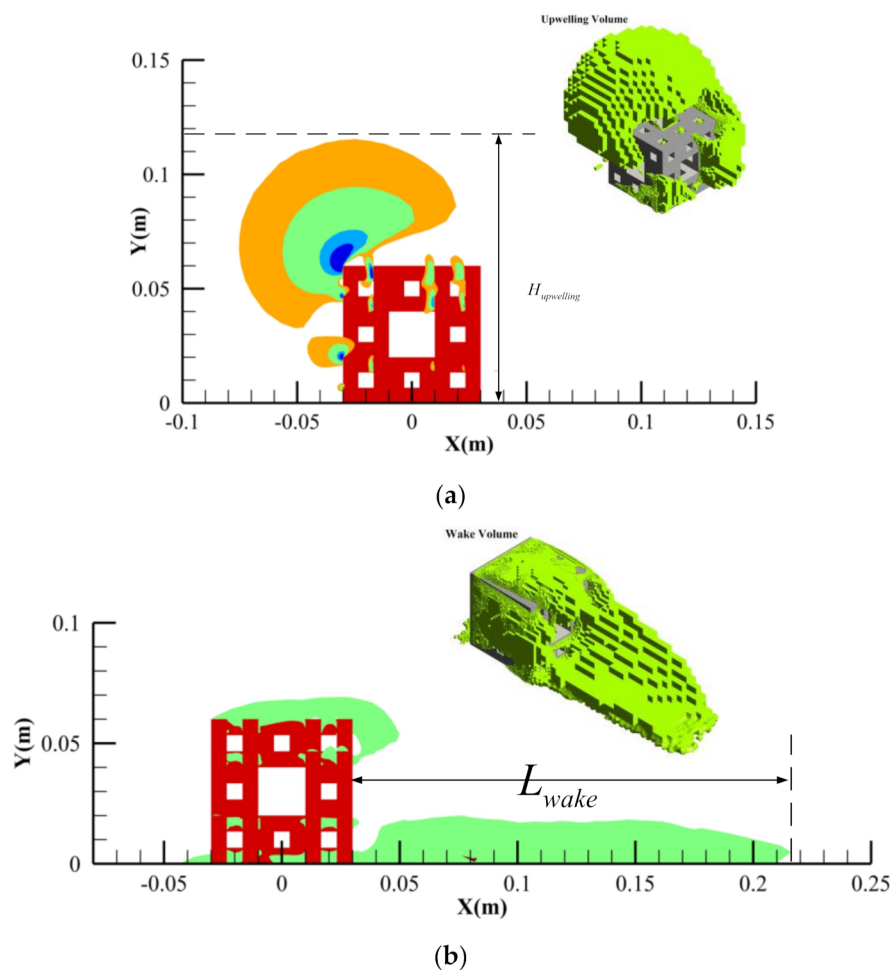 Upwelling Volume
0.15
0.1
0.05
0
Y(m)
H upwelling
-0.1 -0.05 0 0.05 0.1 0.15
X(m)
(a)
Wake Volume
0.1
0.05
0
Y(m)
L wake
-0.05 0 0.05 0.1 0.15 0.2 0.25
X(m)
(b)